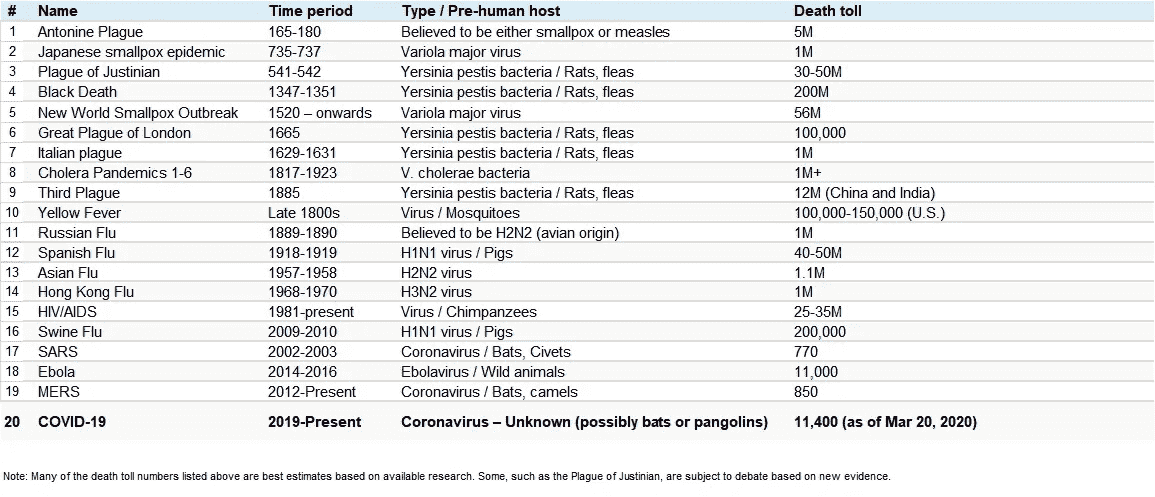 # Name Time period Type / Pre-human host Death toll
1 Antonine Plague 165-180 Believed to be either smallpox or measles 5M
2 Japanese smallpox epidemic 735-737 Variola major virus 1M
3 Plague of Justinian 541-542 Yersinia pestis bacteria / Rats, fleas 30-50M
4 Black Death 1347-1351 Yersinia pestis bacteria / Rats, fleas 200M
5 New World Smallpox Outbreak 1520 – onwards Variola major virus 56M
6 Great Plague of London 1665 Yersinia pestis bacteria / Rats, fleas 100,000
7 Italian plague 1629-1631 Yersinia pestis bacteria / Rats, fleas 1M
8 Cholera Pandemics 1-6 1817-1923 V. cholerae bacteria 1M+
9 Third Plague 1885 Yersinia pestis bacteria / Rats, fleas 12M (China and India)
10 Yellow Fever Late 1800s Virus / Mosquitoes 100,000-150,000 (U.S.)
11 Russian Flu 1889-1890 Believed to be H2N2 (avian origin) 1M
12 Spanish Flu 1918-1919 H1N1 virus / Pigs 40-50M
13 Asian Flu 1957-1958 H2N2 virus 1.1M
14 Hong Kong Flu 1968-1970 H3N2 virus 1M
15 HIV/AIDS 1981-present Virus / Chimpanzees 25-35M
16 Swine Flu 2009-2010 H1N1 virus / Pigs 200,000
17 SARS 2002-2003 Coronavirus / Bats, Civets 770
18 Ebola 2014-2016 Ebolavirus / Wild animals 11,000
19 MERS 2012-Present Coronavirus / Bats, camels 850
20 COVID-19 2019-Present Coronavirus – Unknown (possibly bats or pangolins) 11,400 (as of Mar 20, 2020)
Note: Many of the death toll numbers listed above are best estimates based on available research. Some, such as the Plague of Justinian, are subject to debate based on new evidence.